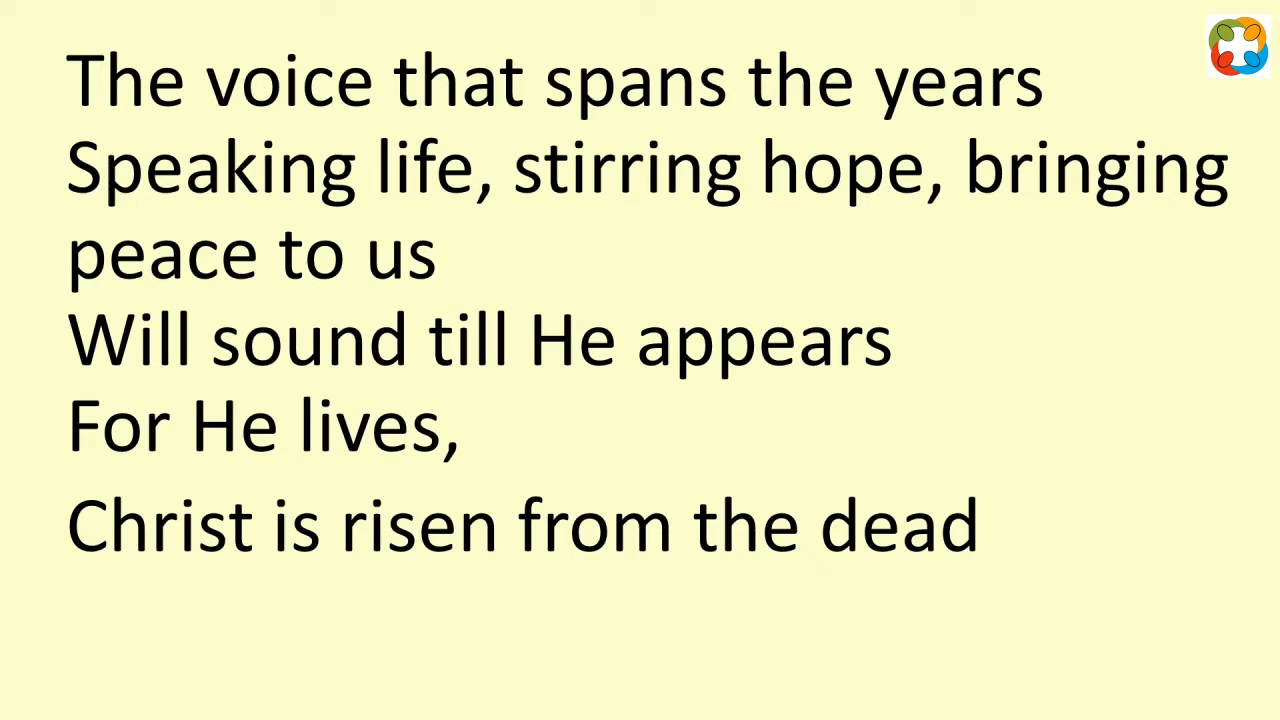 The voice that spans the years
Speaking life, stirring hope, bringing
peace to us
Will sound till He appears
For He lives,
Christ is risen from the dead